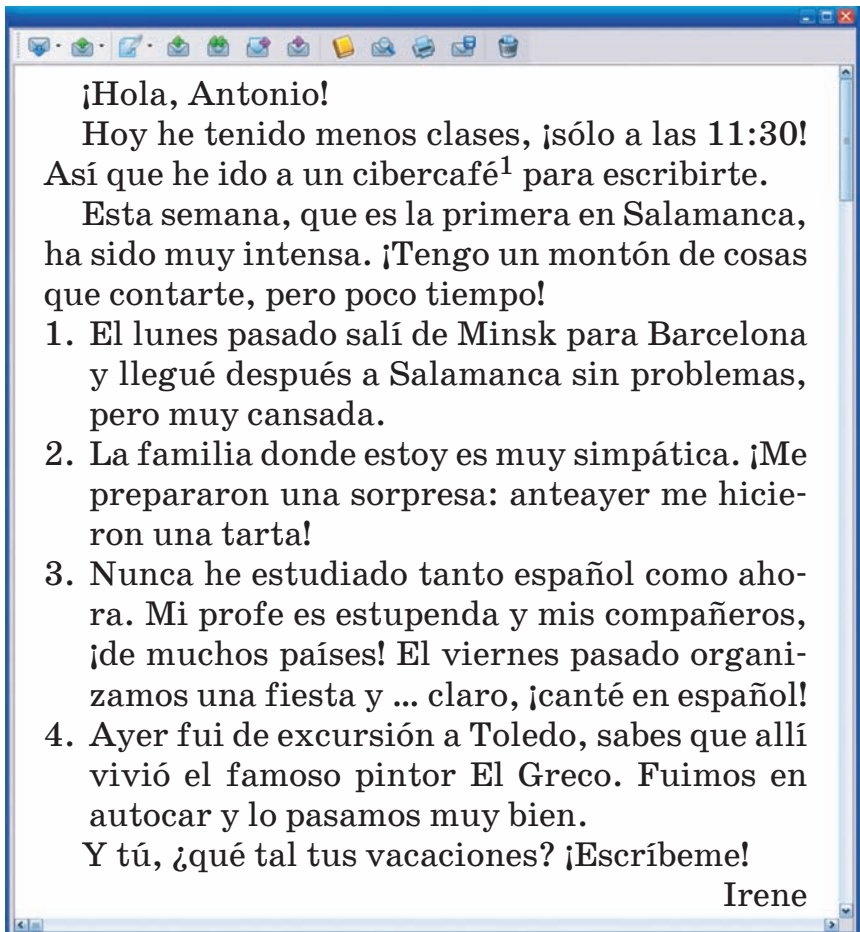 ¡Hola, Antonio!
Hoy he tenido menos clases, ¡sólo a las 11:30!
Así que he ido a un cibercafé¹ para escribirte.
Esta semana, que es la primera en Salamanca,
ha sido muy intensa. ¡Tengo un montón de cosas
que contarte, pero poco tiempo!
1. El lunes pasado salí de Minsk para Barcelona
y llegué después a Salamanca sin problemas,
pero muy cansada.
2. La familia donde estoy es muy simpática. ¡Me
prepararon una sorpresa: anteayer me hicie-
ron una tarta!
3. Nunca he estudiado tanto español como aho-
ra. Mi profe es estupenda y mis compañeros,
¡de muchos países! El viernes pasado organi-
zamos una fiesta y ... claro, ¡canté en español!
4. Ayer fui de excursión a Toledo, sabes que allí
vivió el famoso pintor El Greco. Fuimos en
autocar y lo pasamos muy bien.
Y tú, ¿qué tal tus vacaciones? ¡Escríbeme!
Irene